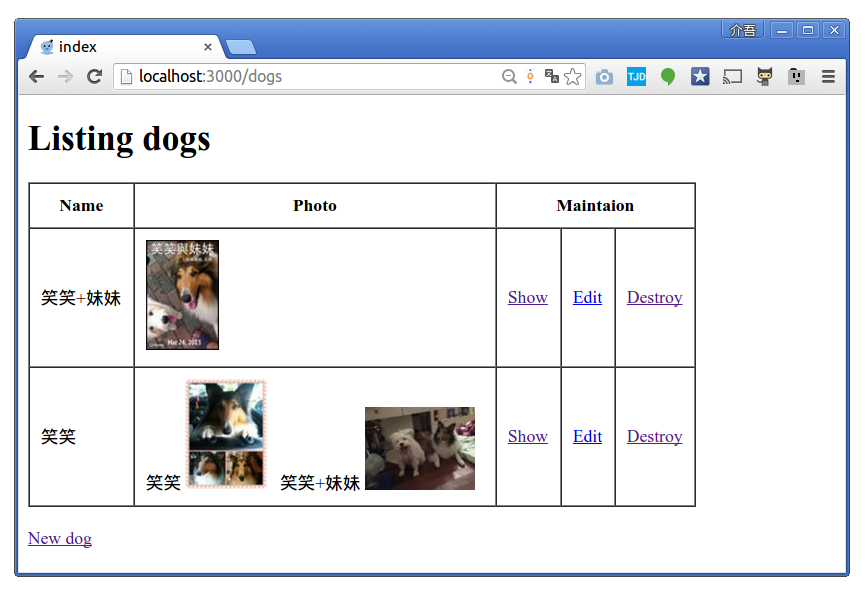 介吾
index
localhost:3000/dogs
TJD
Listing dogs
Name Photo Maintaion
笑笑+妹妹 笑笑與妹妹 Show Edit Destroy
Mar 24, 2013
笑笑 笑笑 笑笑+妹妹 Show Edit Destroy
New dog